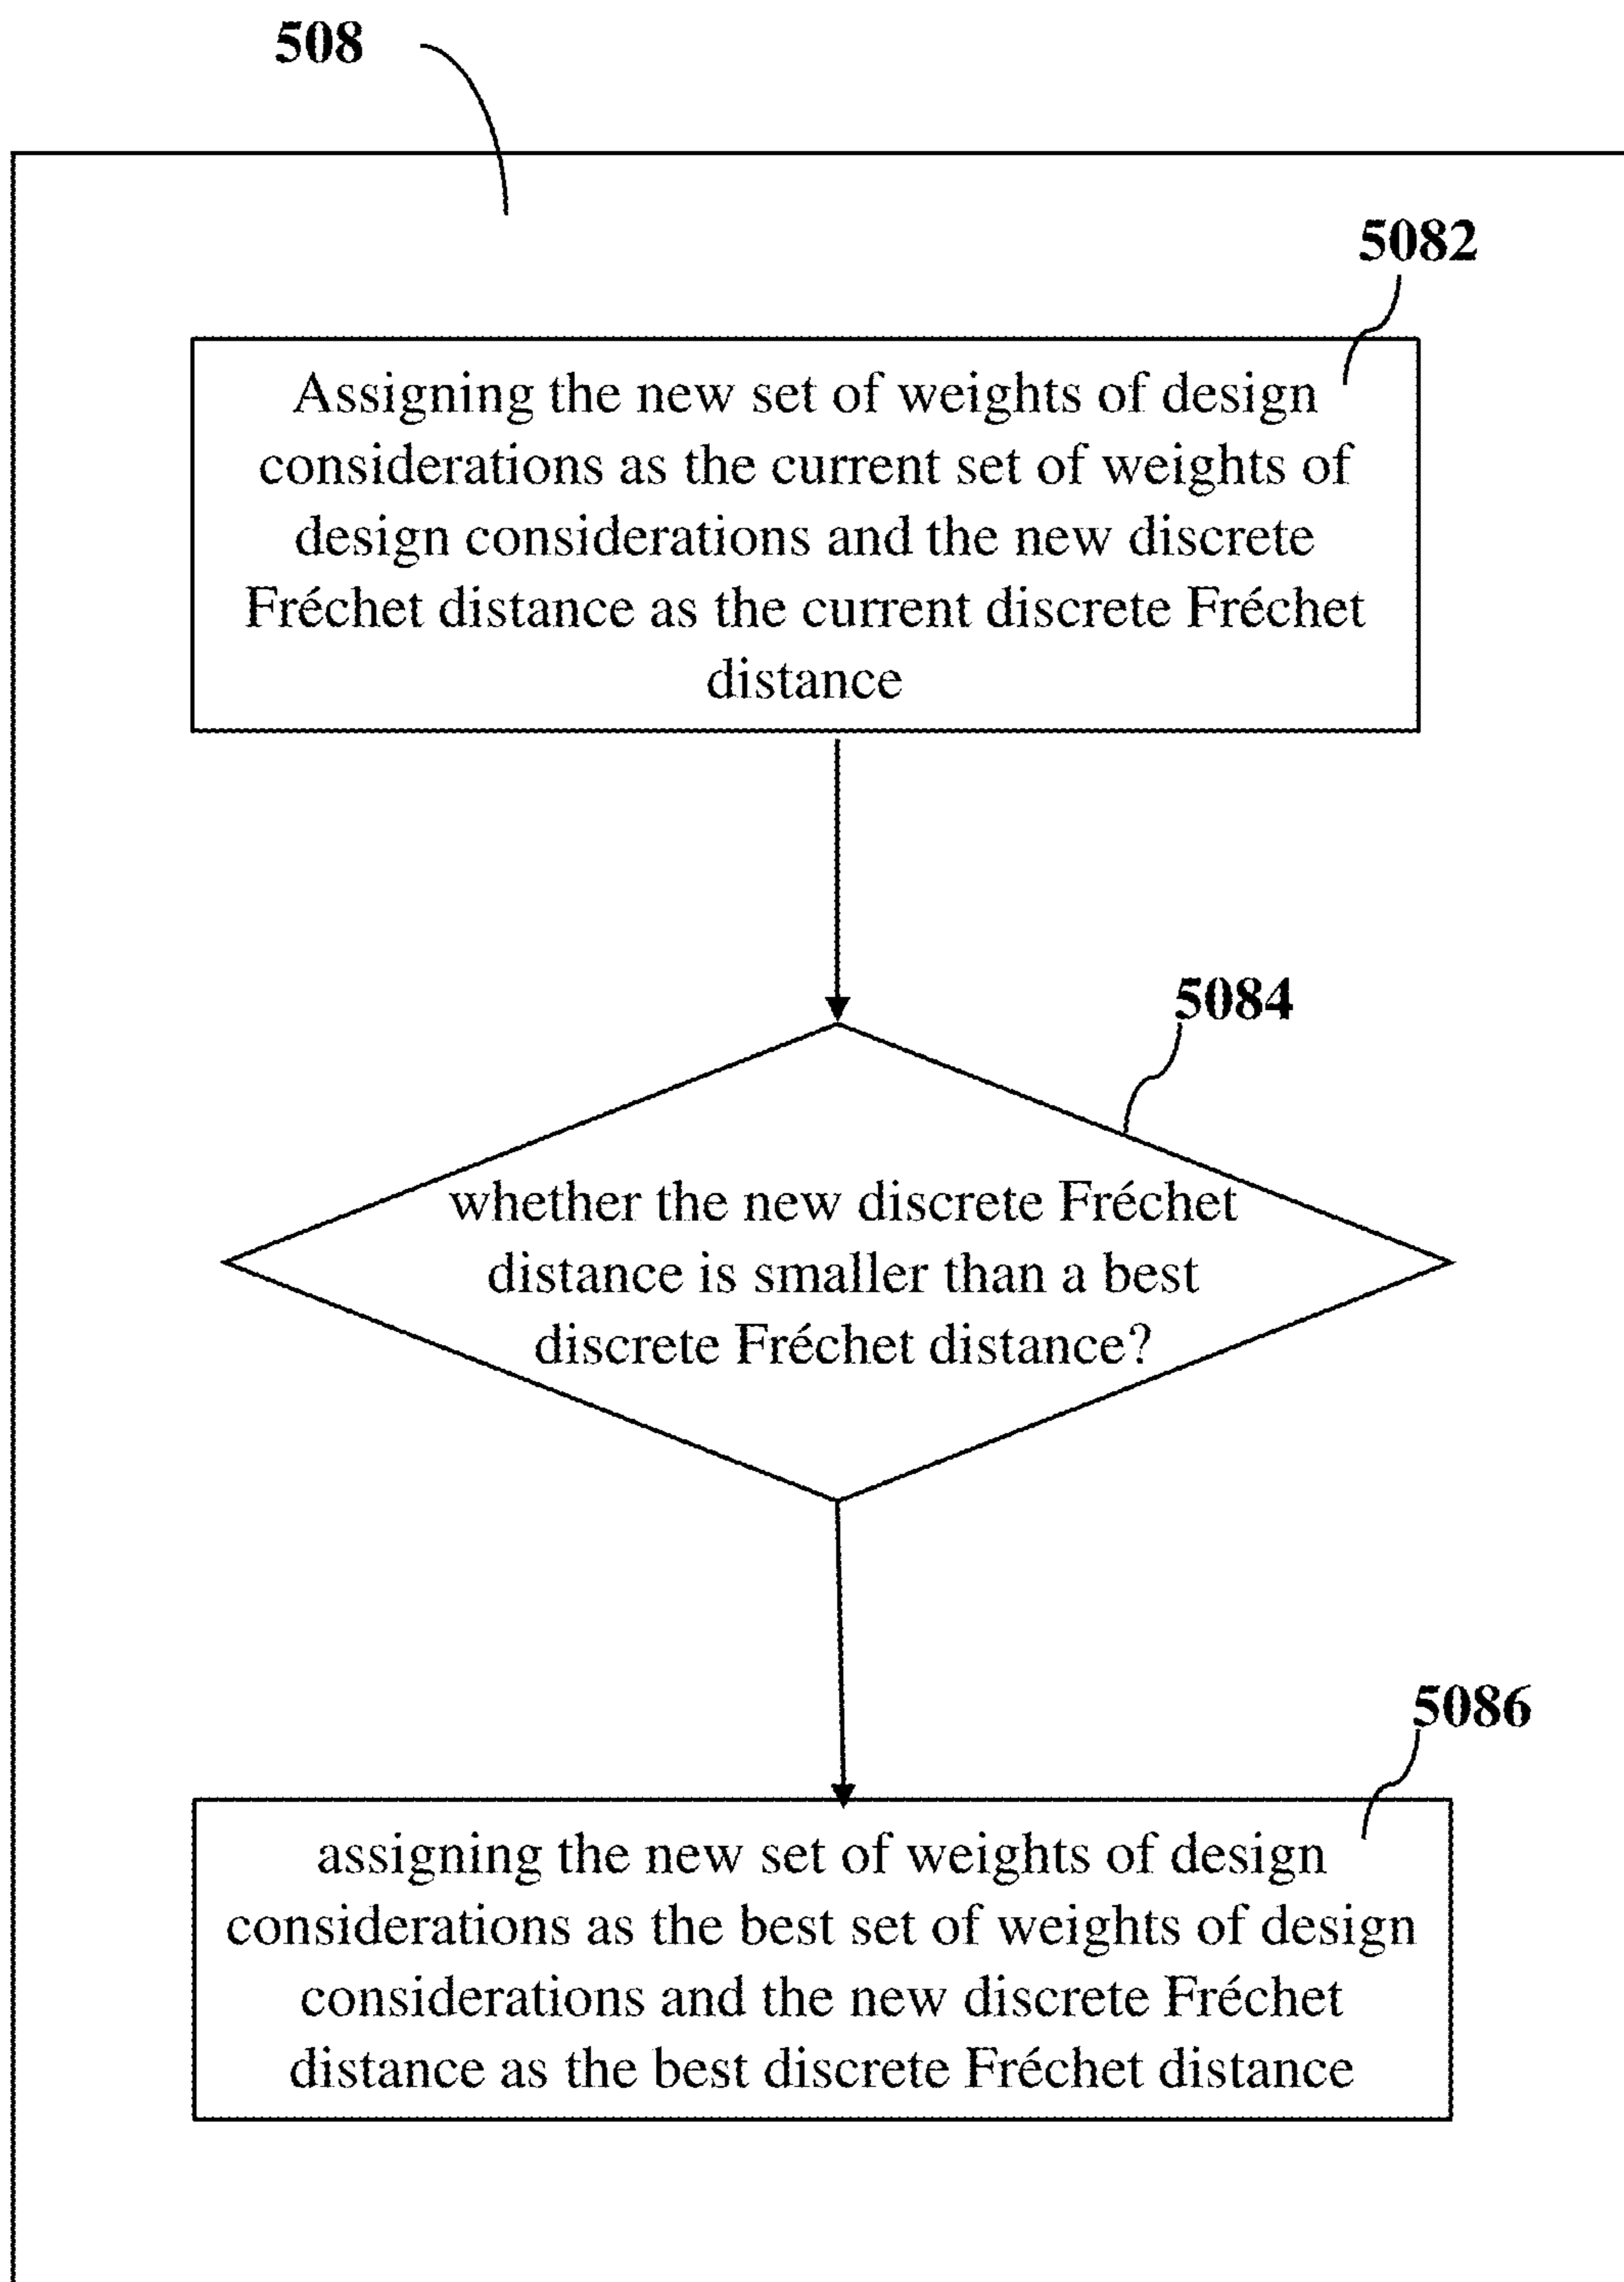 508
5082
Assigning the new set of weights of design
considerations as the current set of weights of
design considerations and the new discrete
Fréchet distance as the current discrete Fréchet
distance
5084
whether the new discrete Fréchet
distance is smaller than a best
discrete Fréchet distance?
5086
assigning the new set of weights of design
considerations as the best set of weights of design
considerations and the new discrete Fréchet
distance as the best discrete Fréchet distance